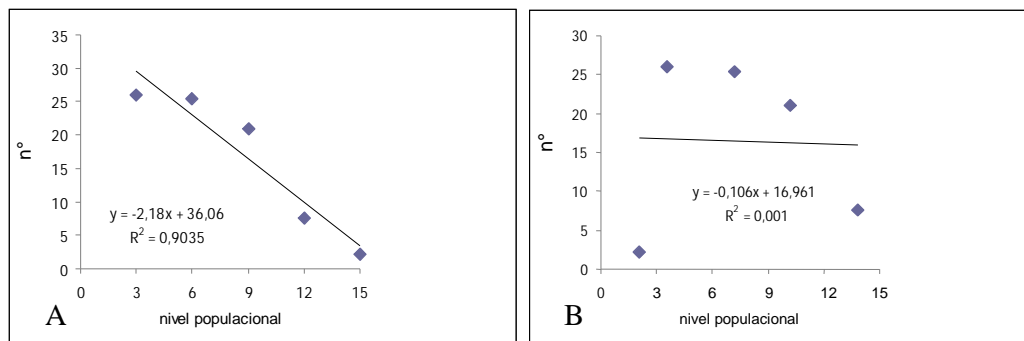 35
30
25
20
15
10
5
0
n°
y = -2,18x + 36,06
R² = 0,9035
0 3 6 9 12 15
nivel populacional
A
30
25
20
15
10
5
0
n°
y = -0,106x + 16,961
R² = 0,001
0 3 6 9 12 15
nivel populacional
B